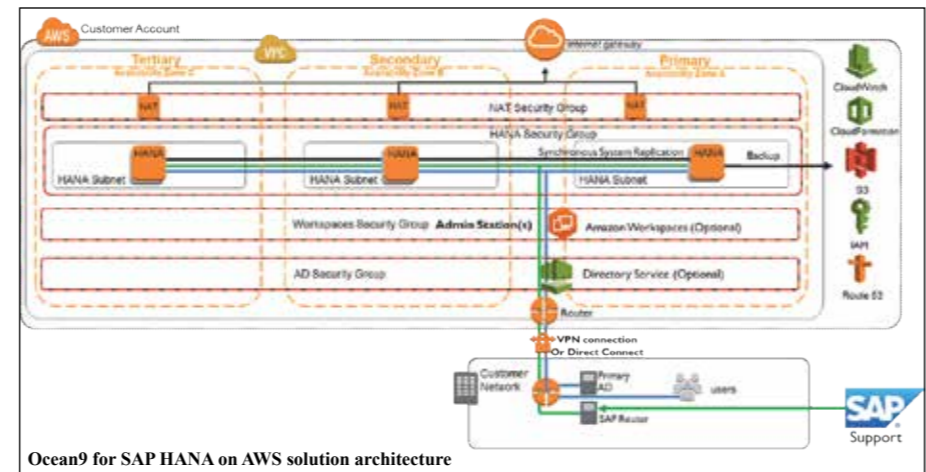 AWS
Customer Account
VPC
Internet gateway
Tertiary
Availability Zone C
Secondary
Availability Zone B
Primary
Availability Zone A
NAT
NAT
NAT
NAT Security Group
HANA Security Group
HANA
HANA
Synchronous System Replication
HANA
Backup
HANA Subnet
HANA Subnet
HANA Subnet
Workspaces Security Group
Admin Station(s)
Amazon Workspaces (Optional)
AD Security Group
Directory Service (Optional)
Router
CloudWatch
CloudFormation
S3
IAM
Route 53
VPN connection
Or Direct Connect
Customer
Network
Primary
AD
users
SAP Router
SAP
Support
Ocean9 for SAP HANA on AWS solution architecture